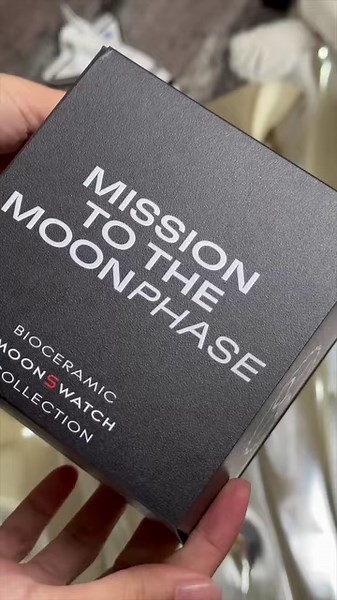 MISSION
TO THE
MOONPHASE
BIOCERAMIC
MOONSWATCH
COLLECTION